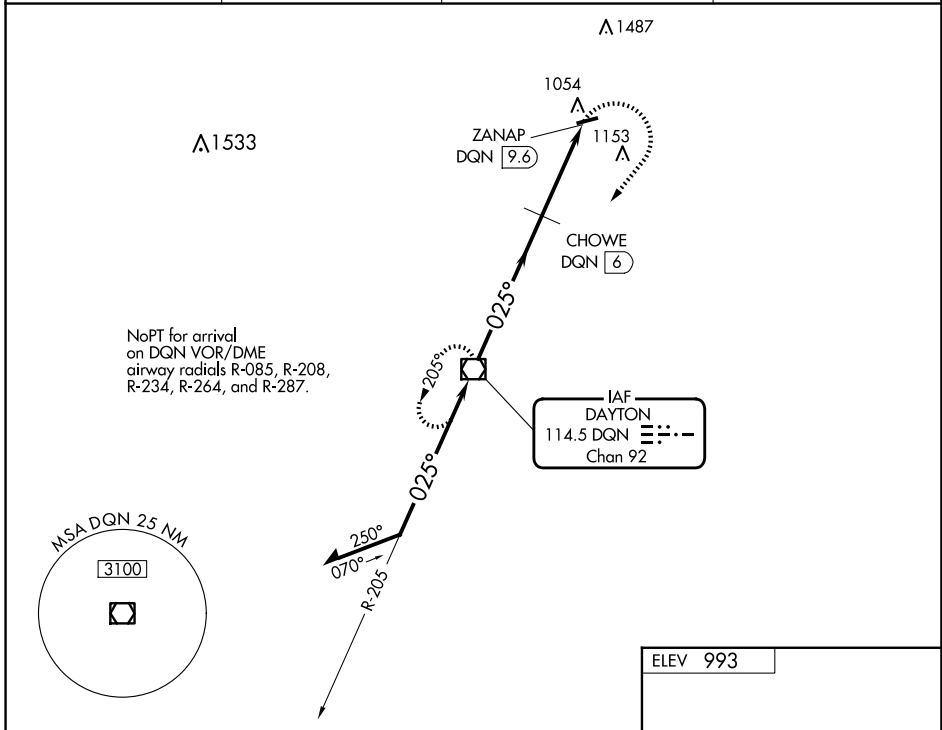 1487
1054
1533
ZANAP
DQN 9.6
1153
CHOWE
DQN 6
025°
NoPT for arrival
on DQN VOR/DME
airway radials R-085, R-208,
R-234, R-264, and R-287.
205°
IAF
DAYTON
114.5 DQN
Chan 92
025°
MSA DQN 25 NM
3100
250°
070°
R-205
ELEV 993